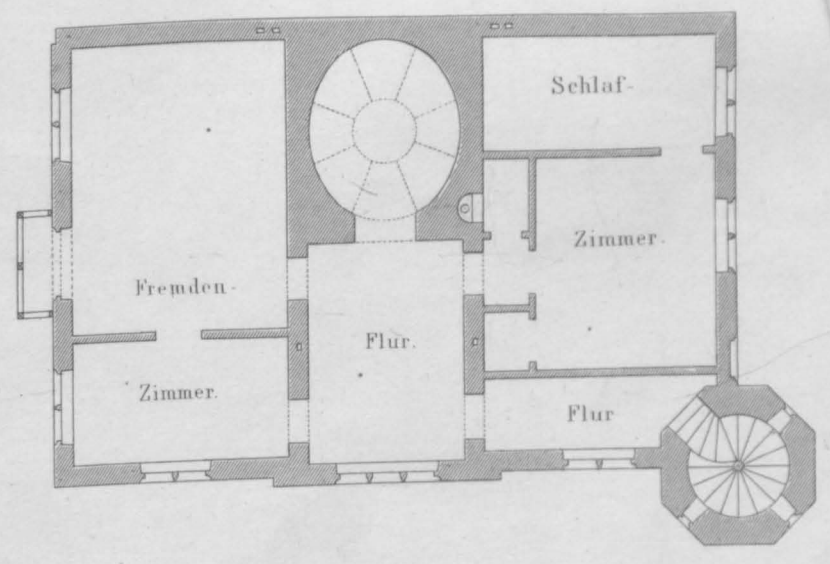 Schlaf-
Zimmer.
Fremden-
Zimmer.
Flur.
Flur